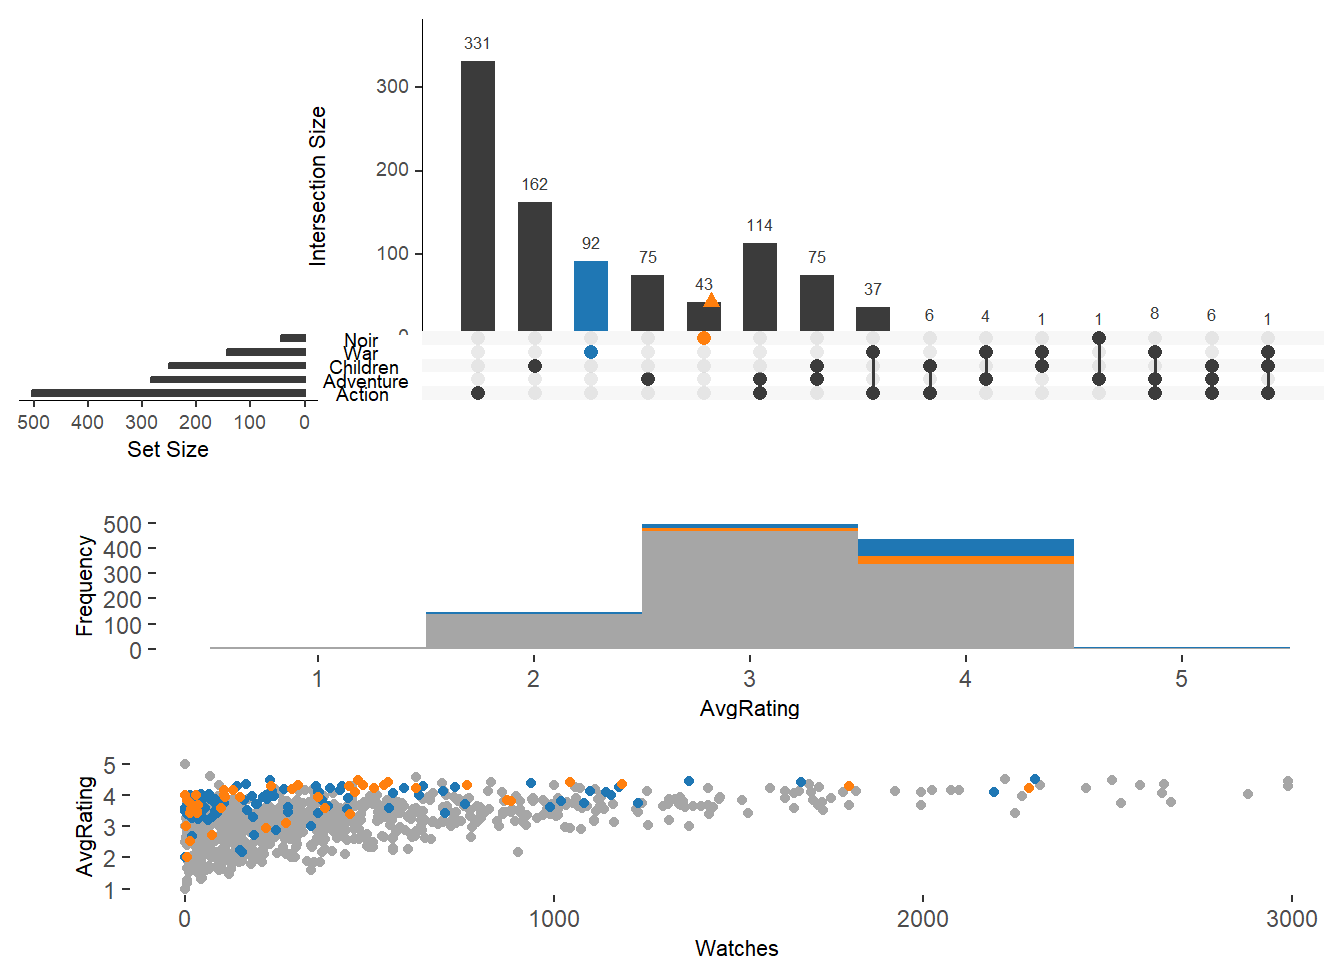 331
300
Intersection Size
200
162
114
100
92
75
43
75
37
6
4
1
1
8
6
1
0
Noir
War
Children
Adventure
Action
500 400 300 200 100 0
Set Size
500
400
300
200
100
0
Frequency
1 2 3 4 5
AvgRating
5
4
3
2
1
AvgRating
0 1000 2000 3000
Watches